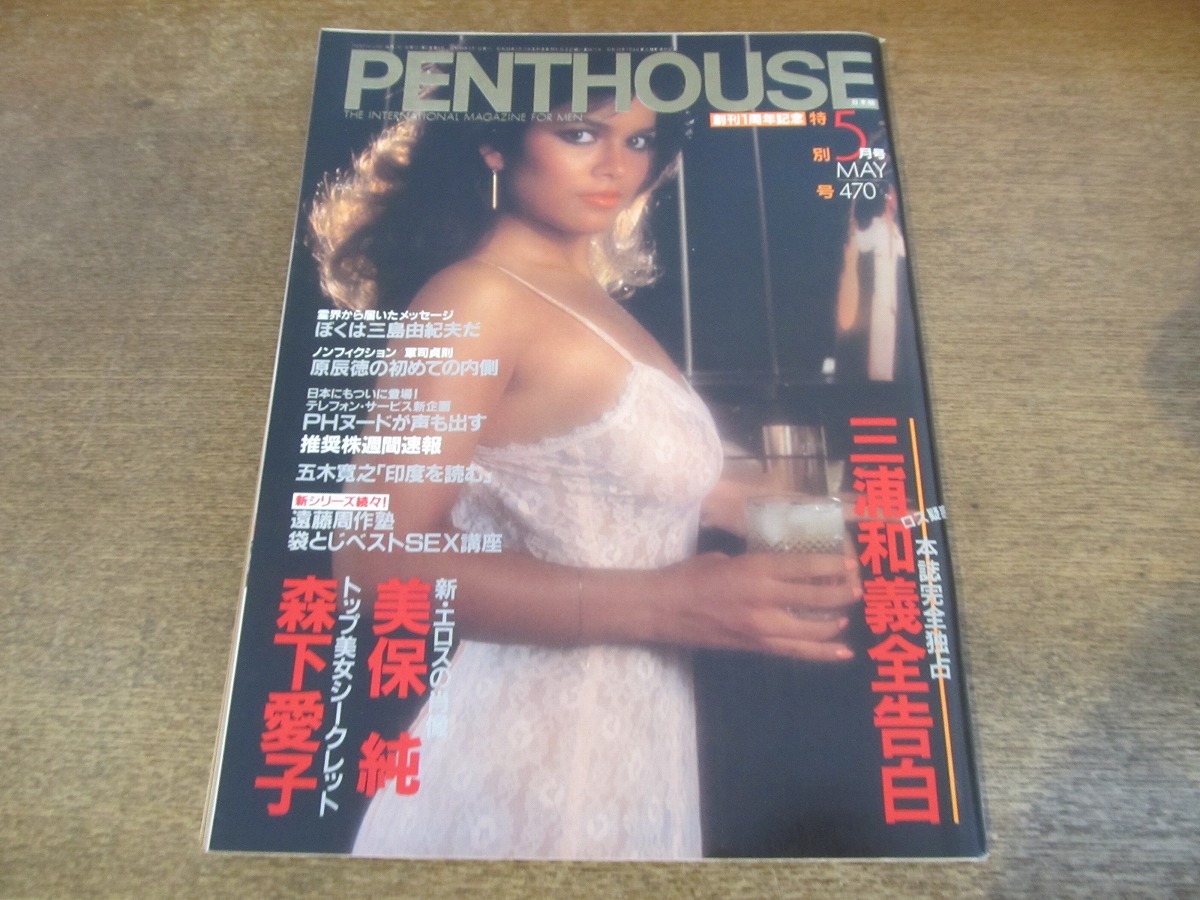 PENTHOUSE
日本版
THE INTERNATIONAL MAGAZINE FOR MEN
創刊1周年記念
特別号
5月号
MAY
470
霊界から届いたメッセージ
ぼくは三島由紀夫だ
ノンフィクション 軍司貞則
原辰徳の初めての内側
日本にもついに登場!
テレフォン・サービス新企画
PHヌードが声も出す
推奨株週間速報
五木寛之「印度を読む」
新シリーズ続々!
遠藤周作塾
袋とじベストSEX講座
ロス疑惑
本誌完全独占
三浦和義全告白
新・エロスの
美保 純
トップ美女シークレット
森下愛子